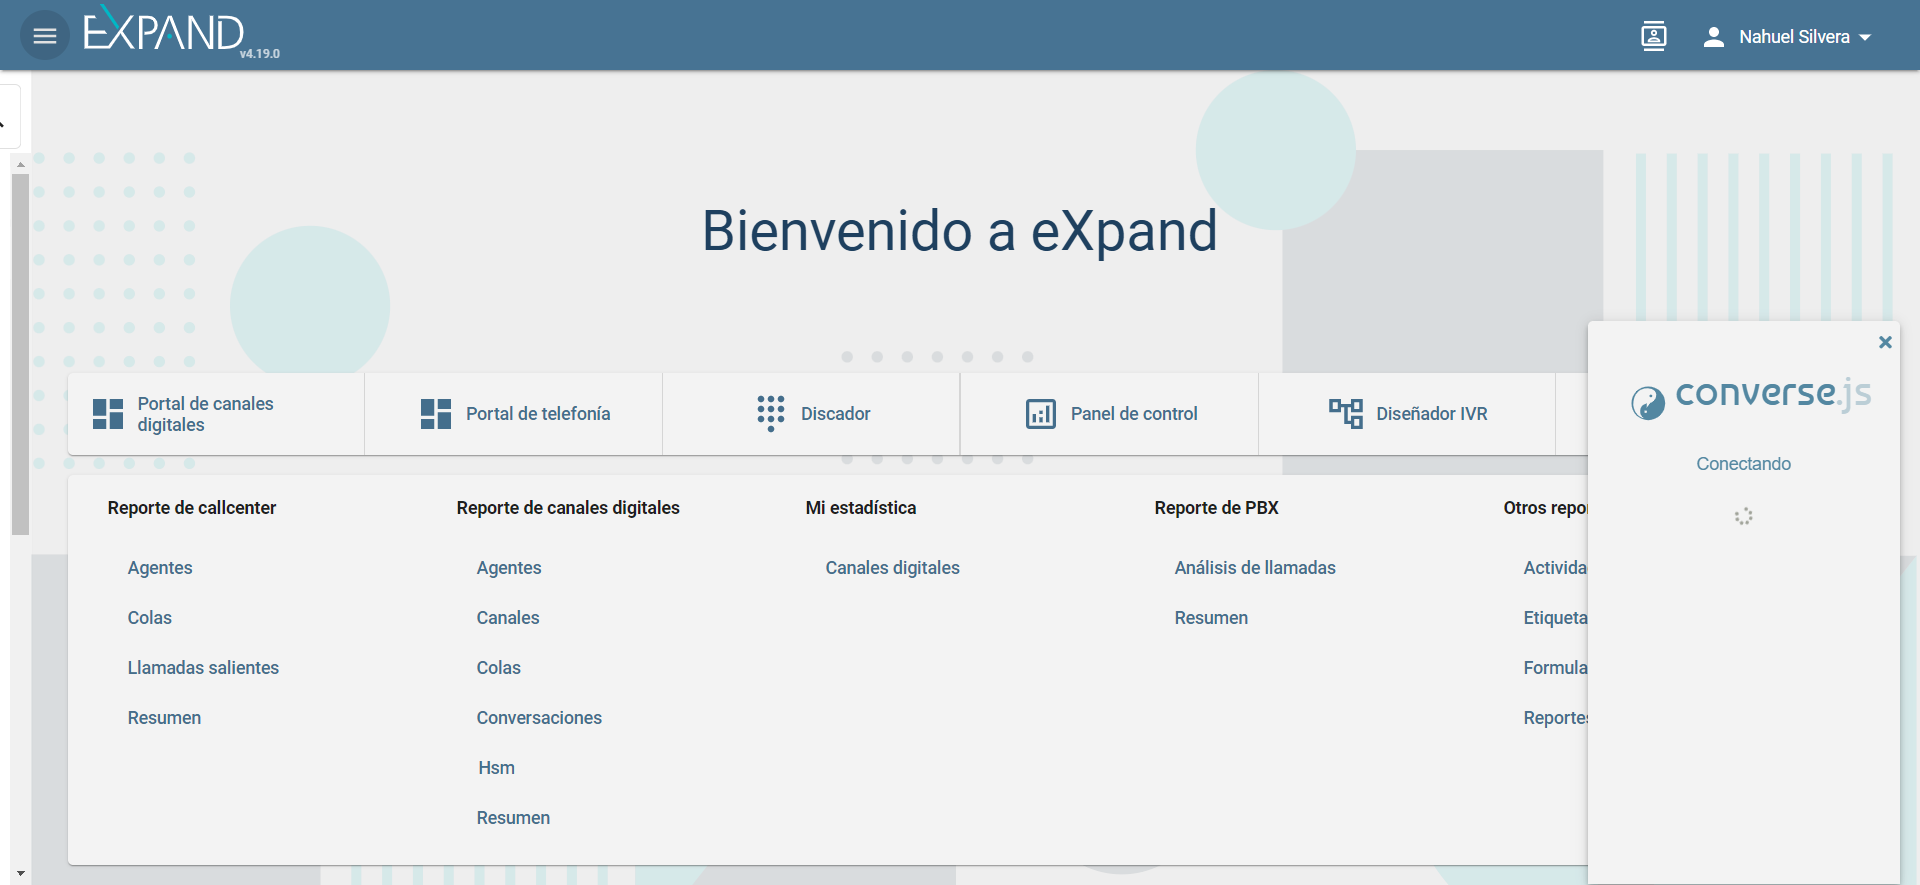 EXPAND
v4.19.0
Nahuel Silvera
Bienvenido a eXpand
Portal de canales
digitales
Portal de telefonía
Discador
Panel de control
Diseñador IVR
Reporte de callcenter
Agentes
Colas
Llamadas salientes
Resumen
Reporte de canales digitales
Agentes
Canales
Colas
Conversaciones
Hsm
Resumen
Mi estadística
Canales digitales
Reporte de PBX
Análisis de llamadas
Resumen
Otros repo
Activida
Etiqueta
Formula
Reportes
converse.js
Conectando